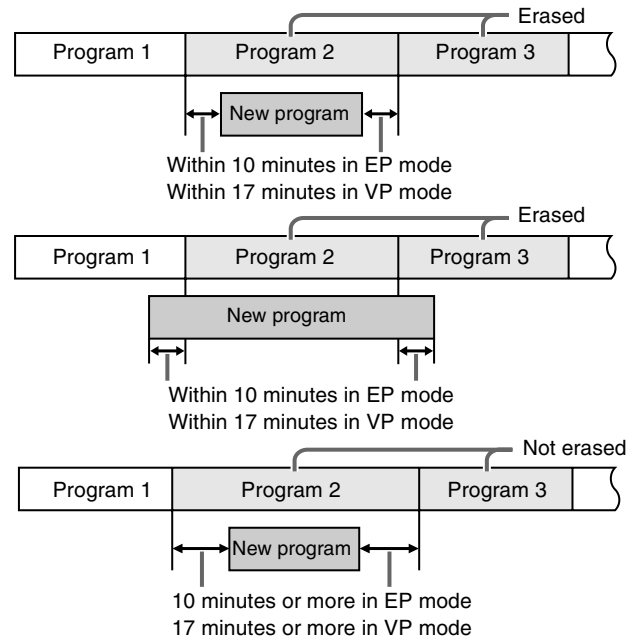 Erased
Program 1 Program 2 Program 3
New program
Within 10 minutes in EP mode
Within 17 minutes in VP mode
Erased
Program 1 Program 2 Program 3
New program
Within 10 minutes in EP mode
Within 17 minutes in VP mode
Not erased
Program 1 Program 2 Program 3
New program
10 minutes or more in EP mode
17 minutes or more in VP mode